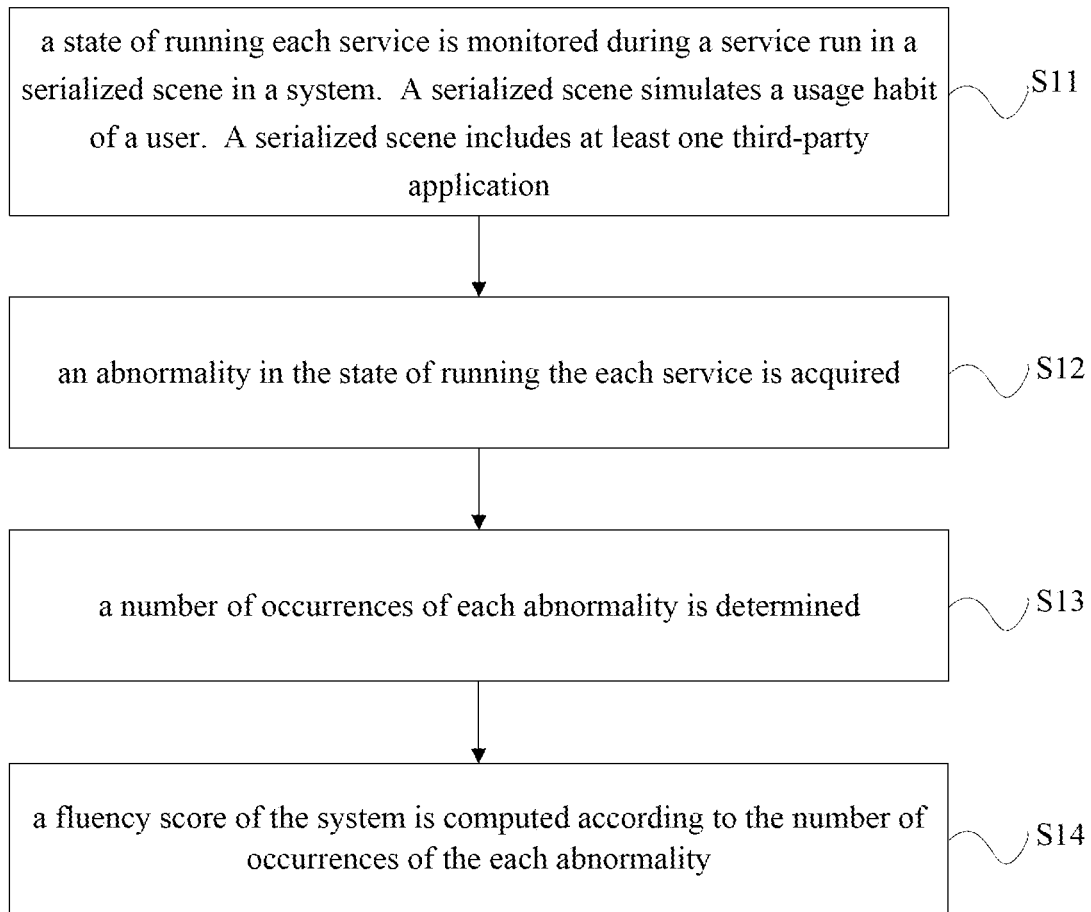 a state of running each service is monitored during a service run in a
serialized scene in a system. A serialized scene simulates a usage habit
of a user. A serialized scene includes at least one third-party
application
S11
an abnormality in the state of running the each service is acquired
S12
a number of occurrences of each abnormality is determined
S13
a fluency score of the system is computed according to the number of
occurrences of the each abnormality
S14